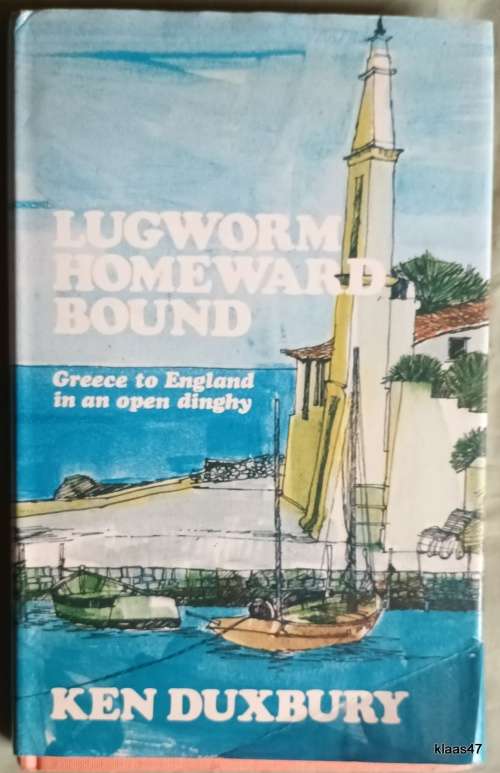 LUGWORM
HOMEWARD
BOUND
Greece to England
in an open dinghy
KEN DUXBURY
klaas47